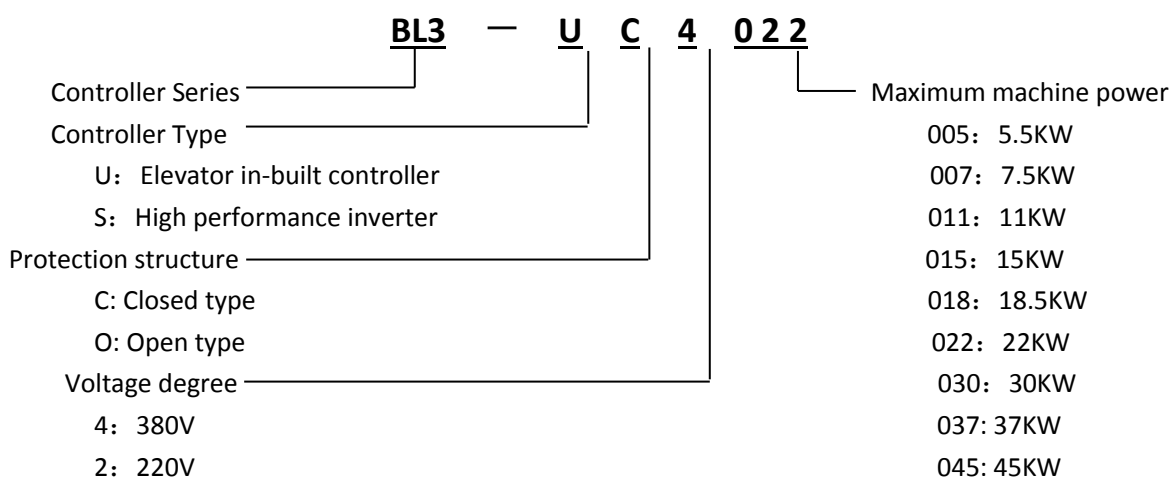 BL3 — U C 4 0 2 2
Controller Series Maximum machine power
Controller Type 005：5.5KW
U：Elevator in-built controller 007：7.5KW
S：High performance inverter 011：11KW
Protection structure 015：15KW
C: Closed type 018：18.5KW
O: Open type 022：22KW
Voltage degree 030：30KW
4：380V 037: 37KW
2：220V 045: 45KW